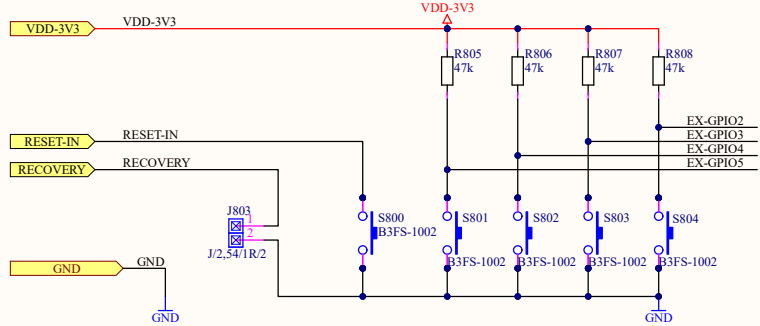 VDD-3V3
VDD-3V3 VDD-3V3
R805 R806 R807 R808
47k 47k 47k 47k
EX-GPIO2
RESET-IN RESET-IN EX-GPIO3
EX-GPIO4
RECOVERY RECOVERY EX-GPIO5
J803
1 S800 S801 S802 S803 S804
2 B3FS-1002
J/2,54/1R/2 B3FS-1002 B3FS-1002 B3FS-1002 B3FS-1002
GND GND
GND GND